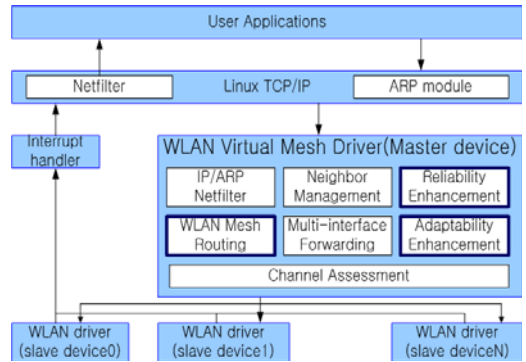 User Applications
Netfilter
Linux TCP/IP
ARP module
Interrupt
handler
WLAN Virtual Mesh Driver(Master device)
IP/ARP
Netfilter
Neighbor
Management
Reliability
Enhancement
WLAN Mesh
Routing
Multi-interface
Forwarding
Adaptability
Enhancement
Channel Assessment
WLAN driver
(slave device0)
WLAN driver
(slave device1)
WLAN driver
(slave deviceN)